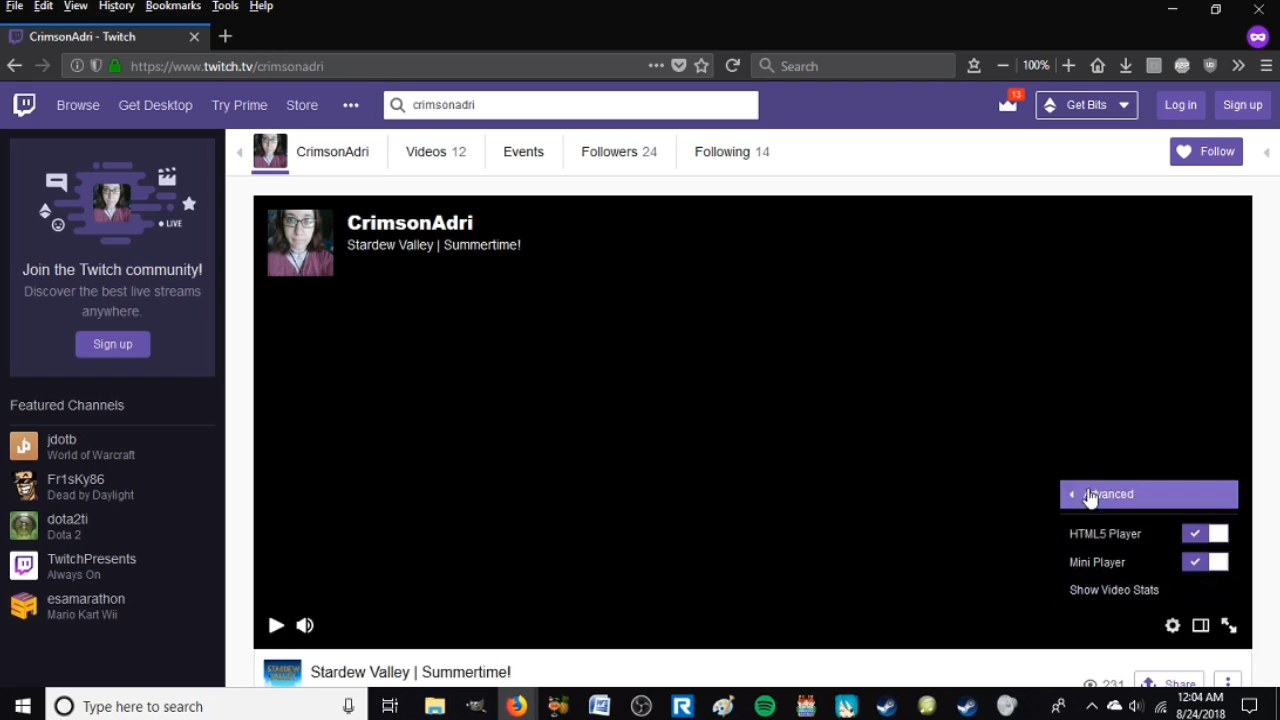 File Edit View History Bookmarks Tools Help
CrimsonAdri - Twitch
https://www.twitch.tv/crimsonadri
Search
100%
Browse Get Desktop Try Prime Store
crimsonadri
13
Get Bits
Log in
Sign up
CrimsonAdri
Videos 12
Events
Followers 24
Following 14
Follow
LIVE
Join the Twitch community!
Discover the best live streams
anywhere.
Sign up
Featured Channels
jdotb
World of Warcraft
Fr1sKy86
Dead by Daylight
dota2ti
Dota 2
TwitchPresents
Always On
esamarathon
Mario Kart Wii
CrimsonAdri
Stardew Valley | Summertime!
Advanced
HTML5 Player
Mini Player
Show Video Stats
STARDEW VALLEY
Stardew Valley | Summertime!
231
Share
Type here to search
12:04 AM
8/24/2018